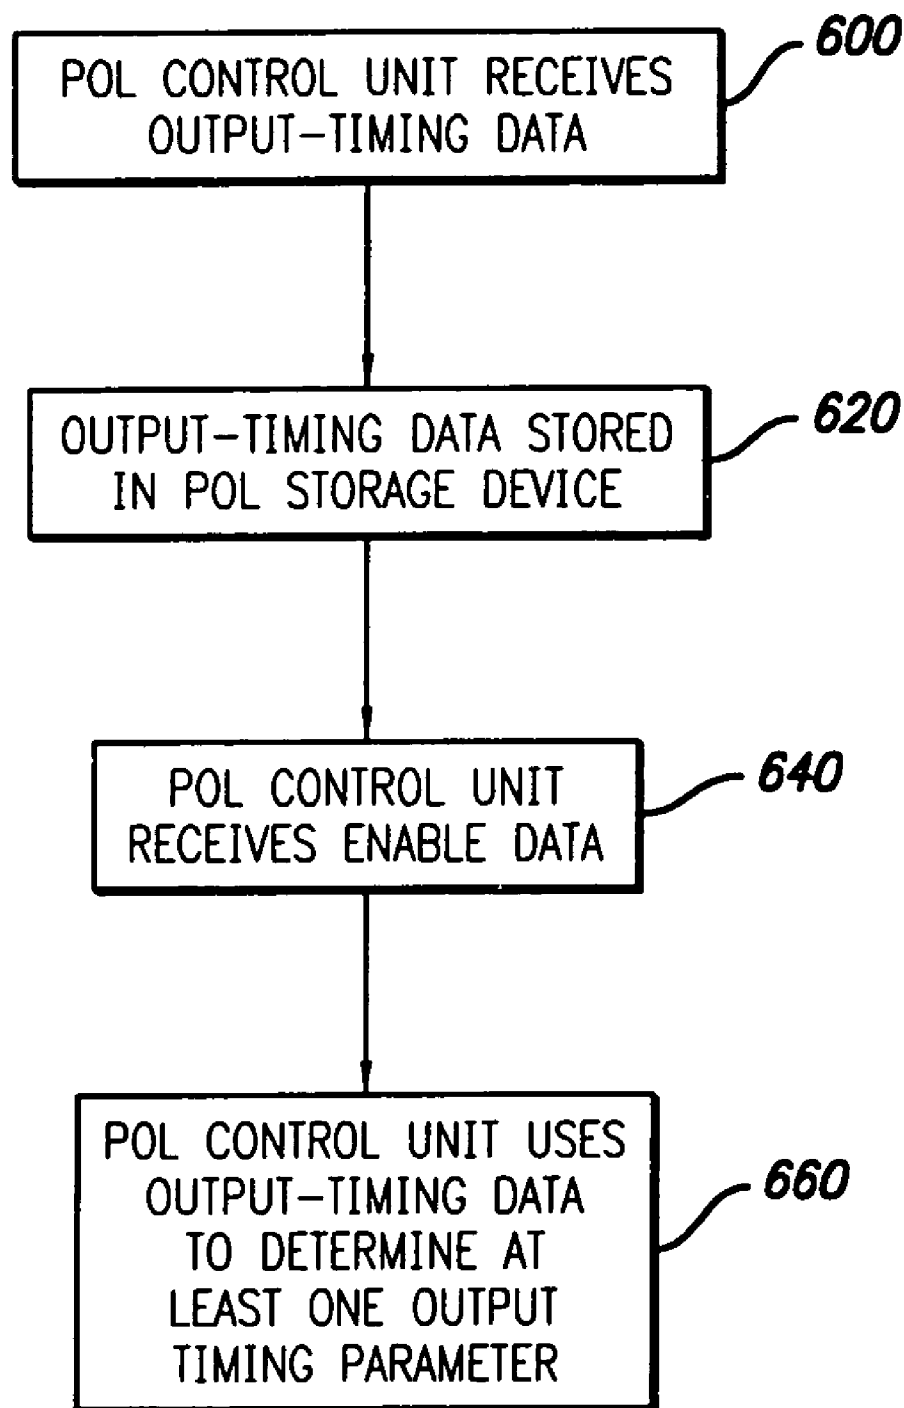 600
POL CONTROL UNIT RECEIVES
OUTPUT-TIMING DATA
620
OUTPUT-TIMING DATA STORED
IN POL STORAGE DEVICE
640
POL CONTROL UNIT
RECEIVES ENABLE DATA
660
POL CONTROL UNIT USES
OUTPUT-TIMING DATA
TO DETERMINE AT
LEAST ONE OUTPUT
TIMING PARAMETER